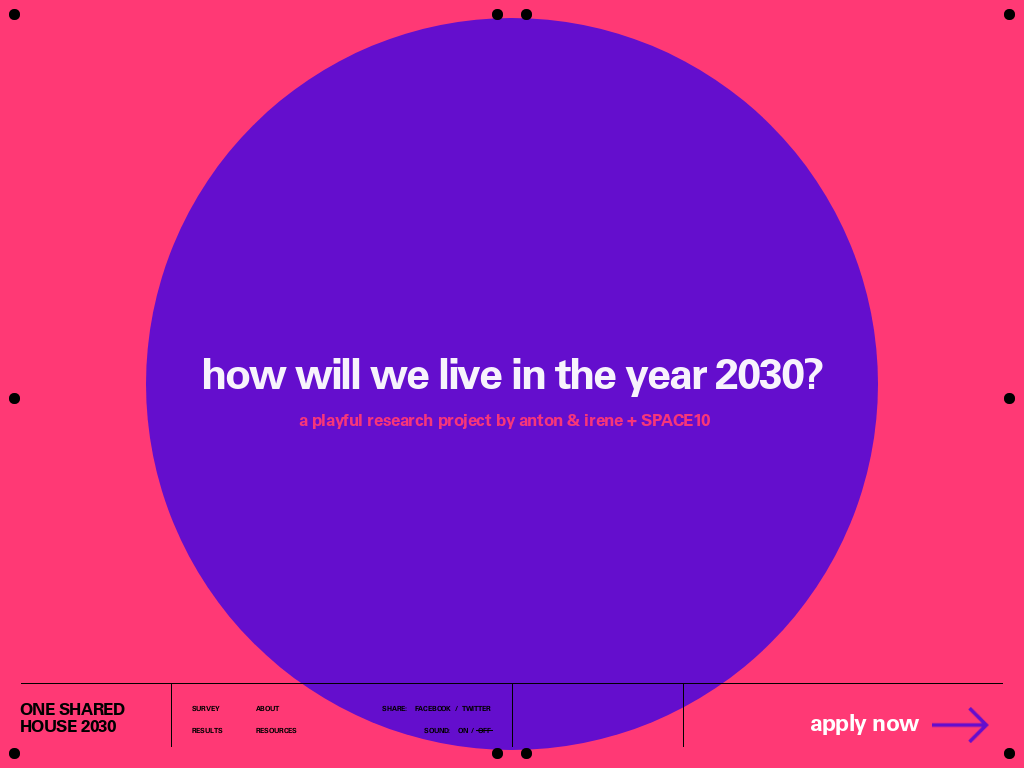 how will we live in the year 2030?
a playful research project by anton & irene + SPACE10
ONE SHARED
HOUSE 2030
SURVEY
ABOUT
SHARE: FACEBOOK / TWITTER
RESULTS
RESOURCES
SOUND: ON / OFF
apply now